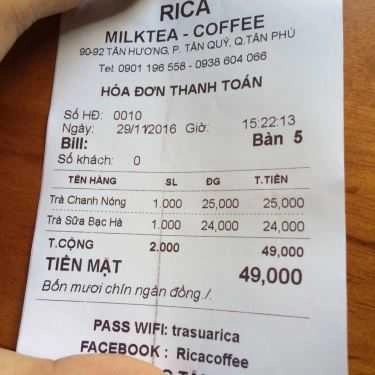 RICA
MILKTEA - COFFEE
90-92 TÂN HƯƠNG, P. TÂN QUÝ, Q.TÂN PHÚ
Tel: 0901 196 558 - 0938 604 066
HÓA ĐƠN THANH TOÁN
Số HĐ: 0010
Ngày: 29/11/2016 Giờ: 15:22:13
Bill: Bàn 5
Số khách: 0
TÊN HÀNG SL ĐG T.TIỀN
Trà Chanh Nóng 1.000 25,000 25,000
Trà Sữa Bạc Hà 1.000 24,000 24,000
T.CỘNG 2.000 49,000
TIỀN MẶT 49,000
Bốn mươi chín ngàn đồng./.
PASS WIFI: trasuarica
FACEBOOK : Ricacoffee